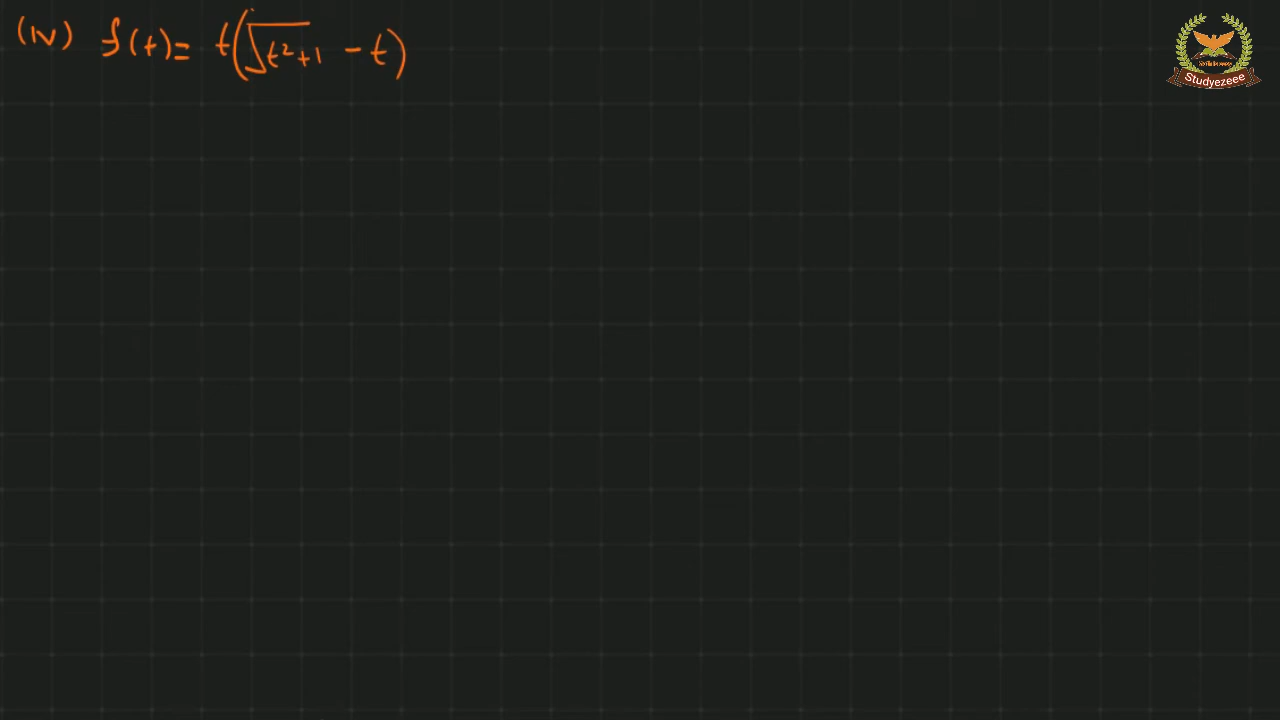 (iv) f(t)= t(√t²+1 - t)
Studyezeee